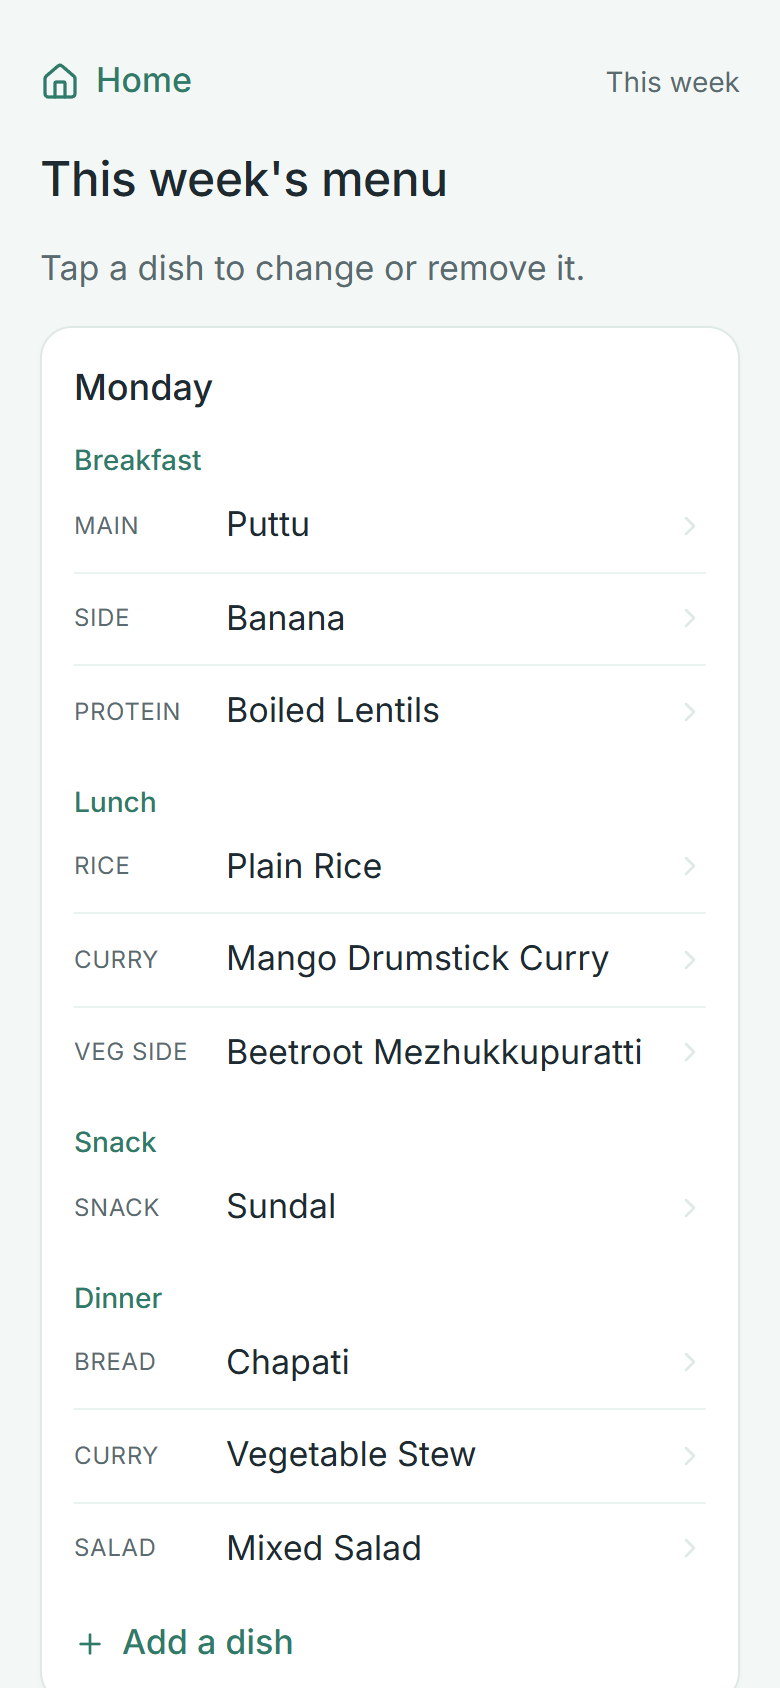 Home
This week
This week's menu
Tap a dish to change or remove it.
Monday
Breakfast
MAIN Puttu
SIDE Banana
PROTEIN Boiled Lentils
Lunch
RICE Plain Rice
CURRY Mango Drumstick Curry
VEG SIDE Beetroot Mezhukkupuratti
Snack
SNACK Sundal
Dinner
BREAD Chapati
CURRY Vegetable Stew
SALAD Mixed Salad
+ Add a dish